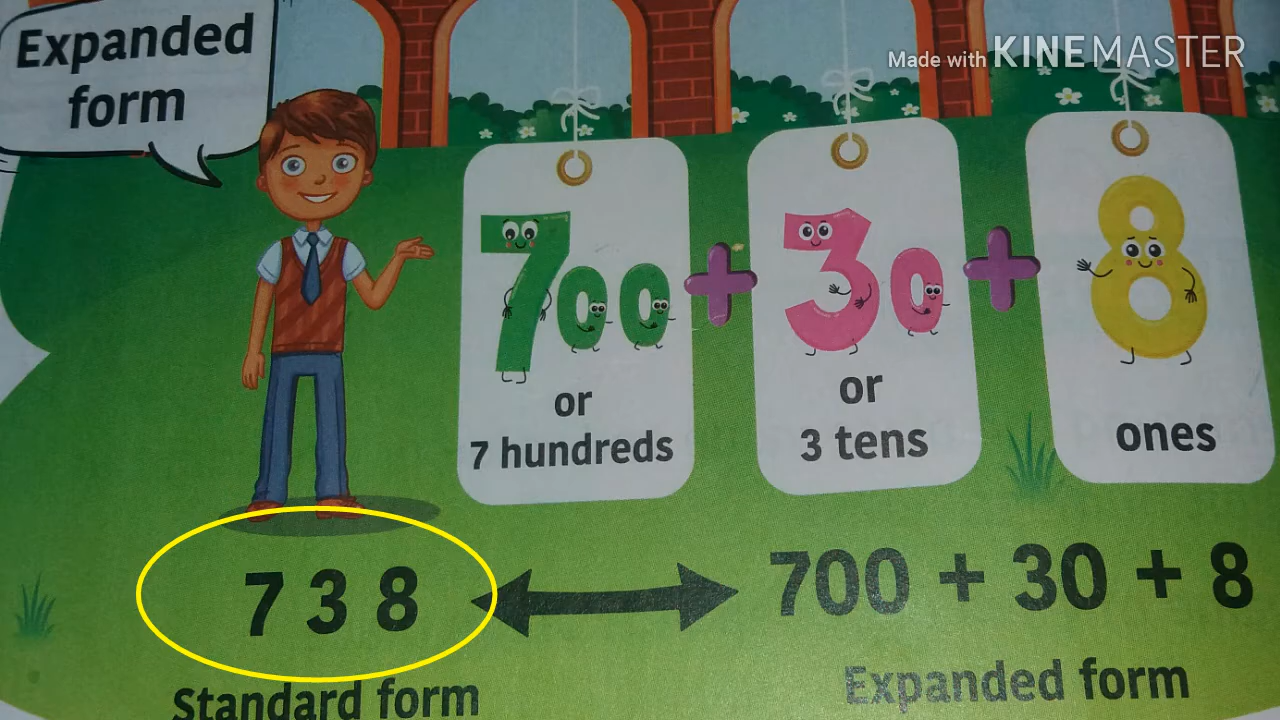 Expanded
form
Made with KINEMASTER
700
or
7 hundreds
+
30
or
3 tens
+
8
ones
738
700 + 30 + 8
Standard form
Expanded form